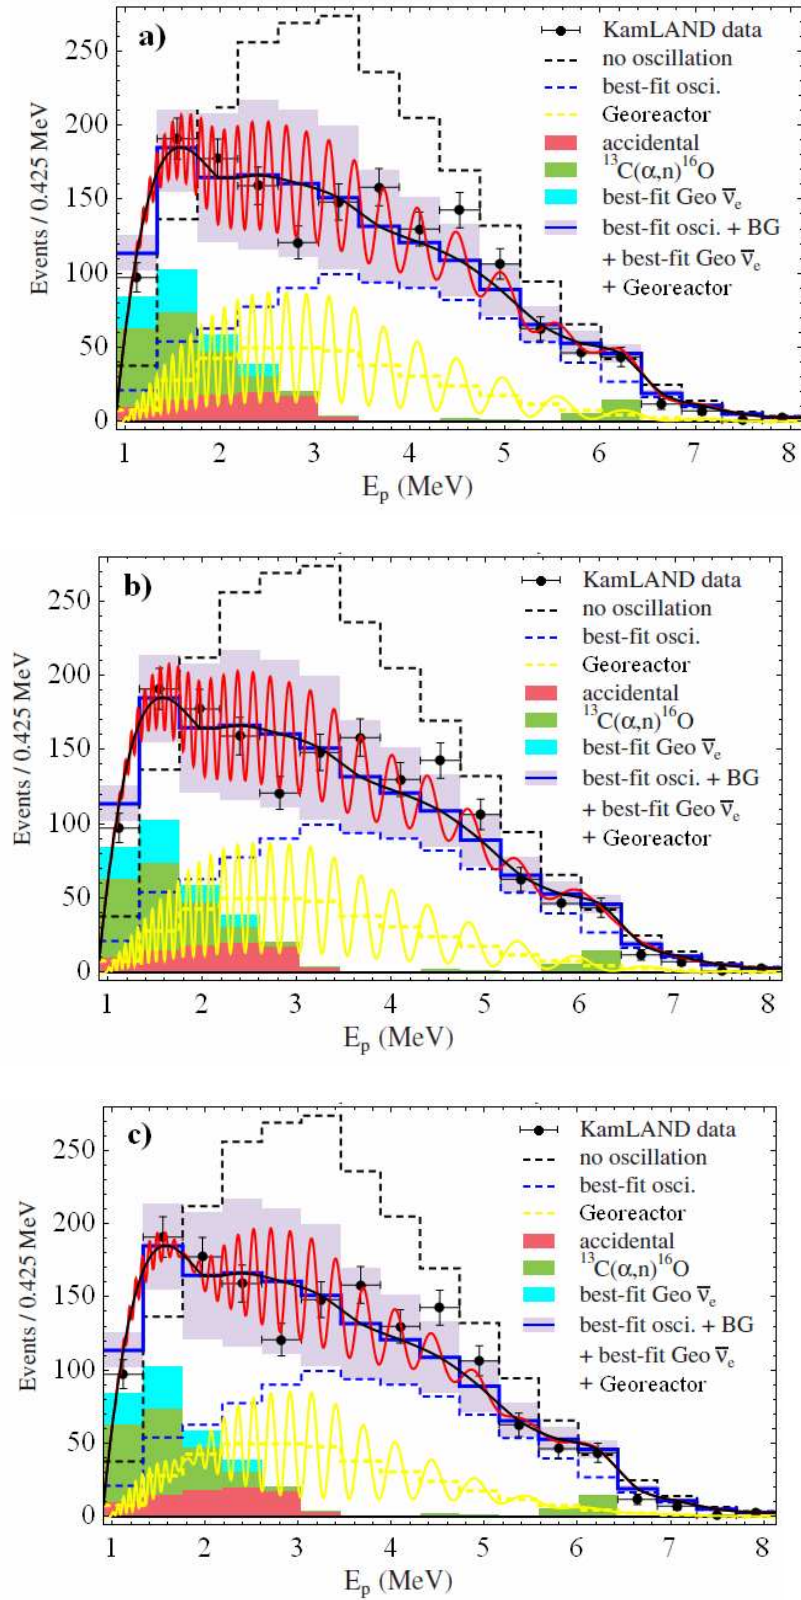 a)
KamLAND data
no oscillation
best-fit osci.
Georeactor
accidental
¹³C(α,n)¹⁶O
best-fit Geo ν̅ₑ
best-fit osci. + BG
+ best-fit Geo ν̅ₑ
+ Georeactor
Events / 0.425 MeV
250
200
150
100
50
0
1 2 3 4 5 6 7 8
Eₚ (MeV)
b)
KamLAND data
no oscillation
best-fit osci.
Georeactor
accidental
¹³C(α,n)¹⁶O
best-fit Geo ν̅ₑ
best-fit osci. + BG
+ best-fit Geo ν̅ₑ
+ Georeactor
Events / 0.425 MeV
250
200
150
100
50
0
1 2 3 4 5 6 7 8
Eₚ (MeV)
c)
KamLAND data
no oscillation
best-fit osci.
Georeactor
accidental
¹³C(α,n)¹⁶O
best-fit Geo ν̅ₑ
best-fit osci. + BG
+ best-fit Geo ν̅ₑ
+ Georeactor
Events / 0.425 MeV
250
200
150
100
50
0
1 2 3 4 5 6 7 8
Eₚ (MeV)